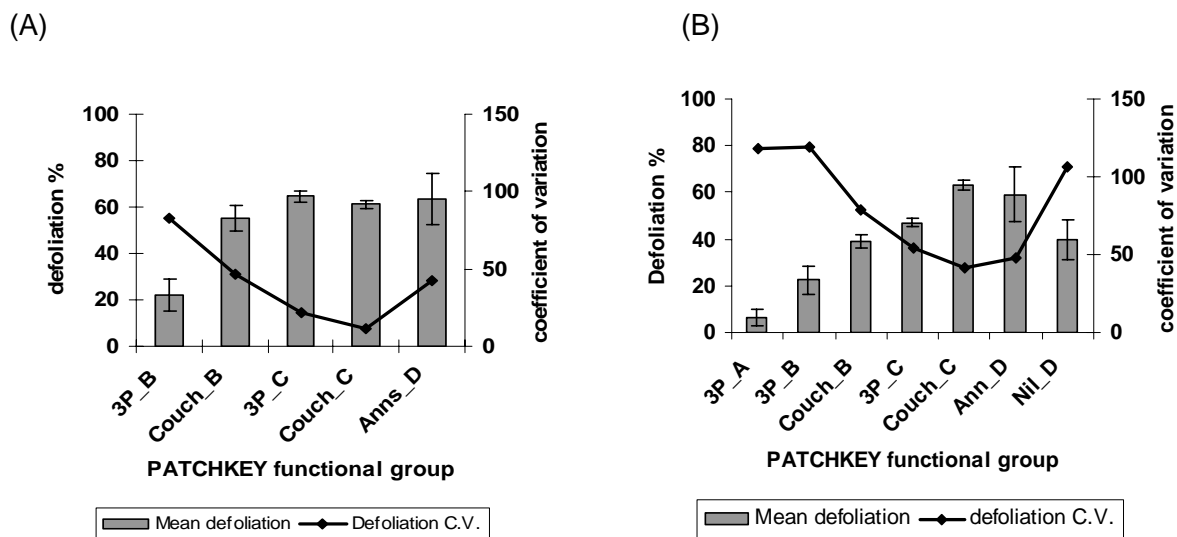 (A)
100
80
60
40
20
0
defoliation %
150
100
50
0
coefficient of variation
3P_B
Couch_B
3P_C
Couch_C
Anns_D
PATCHKEY functional group
Mean defoliation
Defoliation C.V.
(B)
100
80
60
40
20
0
Defoliation %
150
100
50
0
coefficient of variation
3P_A
3P_B
Couch_B
3P_C
Couch_C
Ann_D
Nil_D
PATCHKEY functional group
Mean defoliation
defoliation C.V.